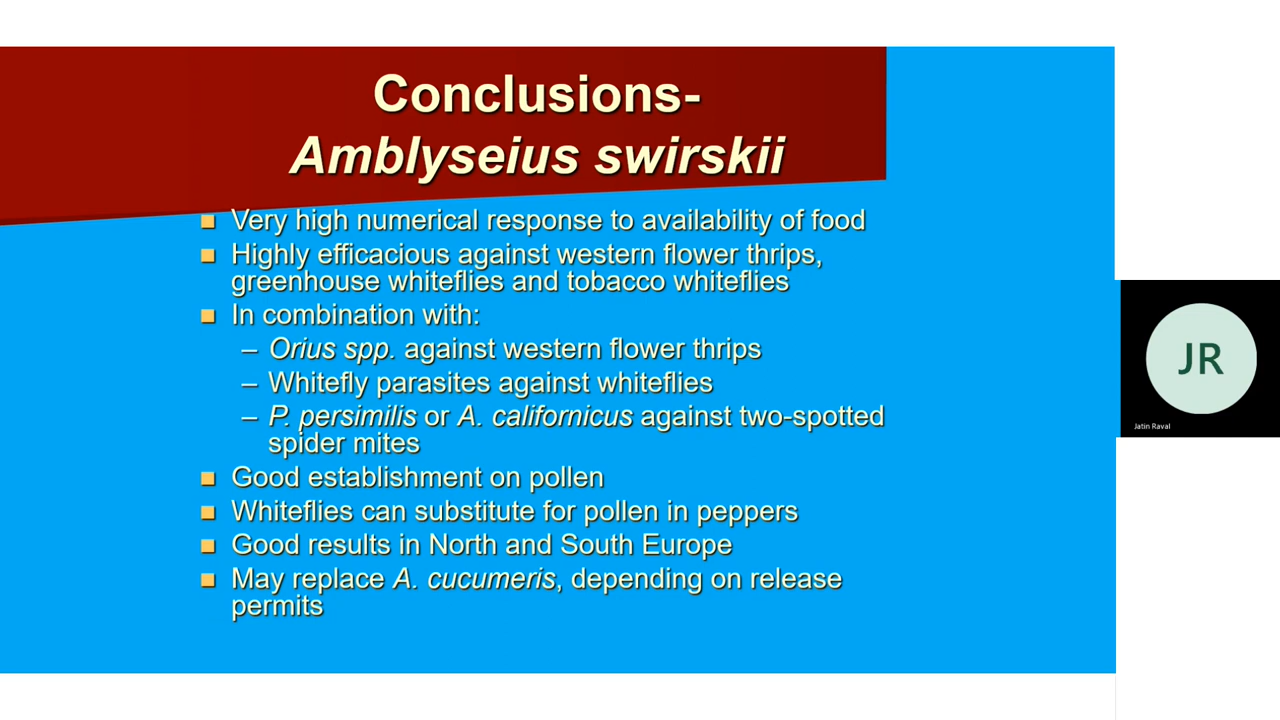 Conclusions-
Amblyseius swirskii
Very high numerical response to availability of food
Highly efficacious against western flower thrips,
greenhouse whiteflies and tobacco whiteflies
In combination with:
– Orius spp. against western flower thrips
– Whitefly parasites against whiteflies
– P. persimilis or A. californicus against two-spotted
spider mites
Good establishment on pollen
Whiteflies can substitute for pollen in peppers
Good results in North and South Europe
May replace A. cucumeris, depending on release
permits
JR
Jatin Raval